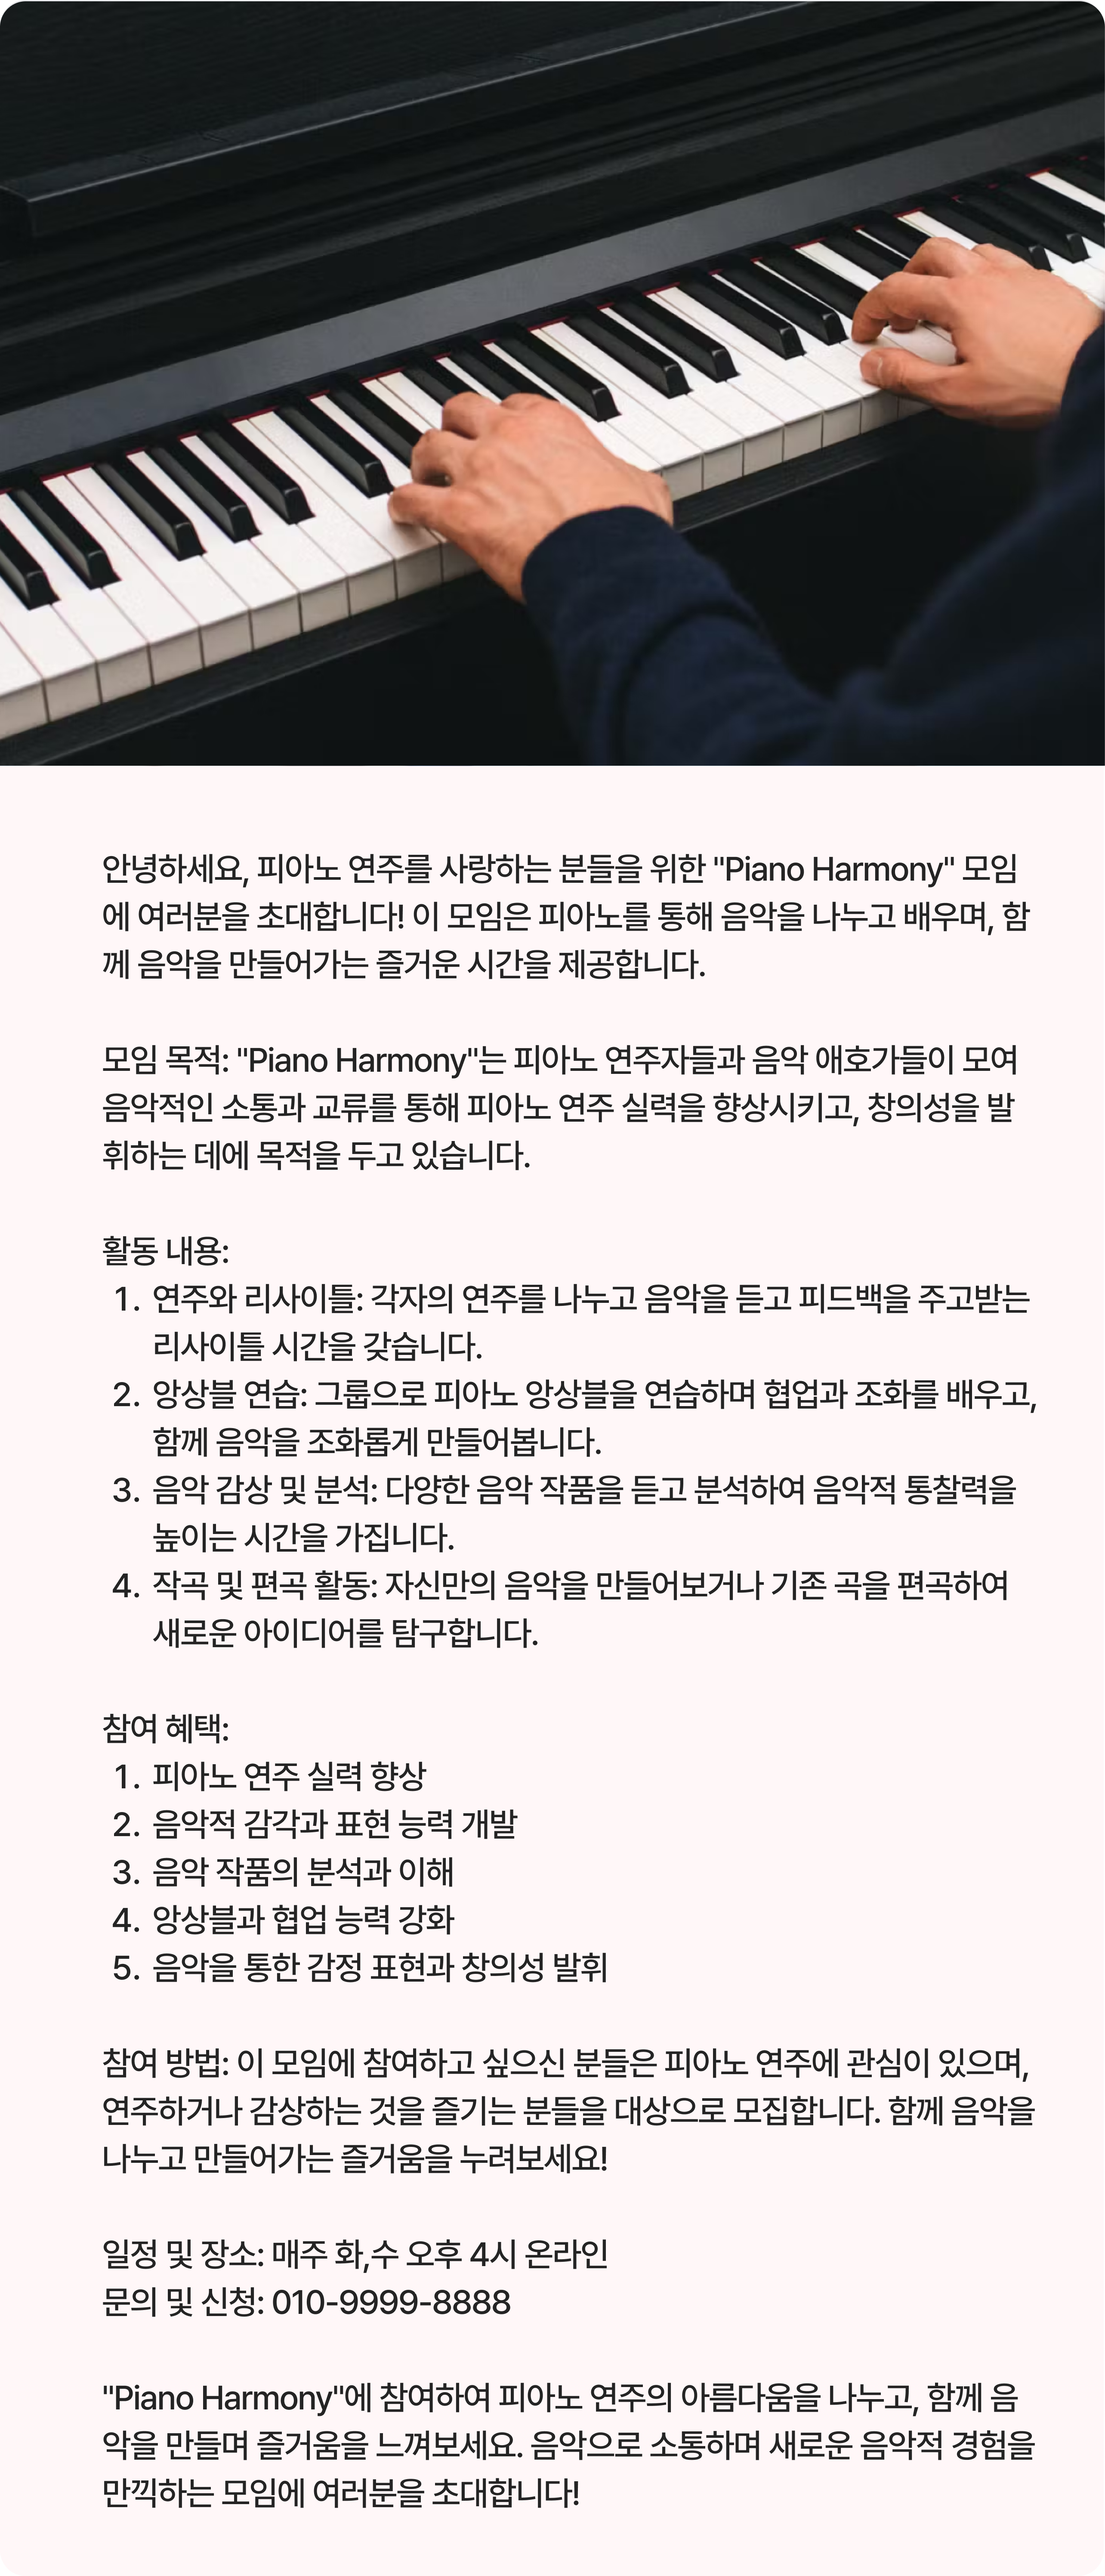 안녕하세요, 피아노 연주를 사랑하는 분들을 위한 "Piano Harmony" 모임
에 여러분을 초대합니다! 이 모임은 피아노를 통해 음악을 나누고 배우며, 함
께 음악을 만들어가는 즐거운 시간을 제공합니다.
모임 목적: "Piano Harmony"는 피아노 연주자들과 음악 애호가들이 모여
음악적인 소통과 교류를 통해 피아노 연주 실력을 향상시키고, 창의성을 발
휘하는 데에 목적을 두고 있습니다.
활동 내용:
1. 연주와 리사이틀: 각자의 연주를 나누고 음악을 듣고 피드백을 주고받는
리사이틀 시간을 갖습니다.
2. 앙상블 연습: 그룹으로 피아노 앙상블을 연습하며 협업과 조화를 배우고,
함께 음악을 조화롭게 만들어봅니다.
3. 음악 감상 및 분석: 다양한 음악 작품을 듣고 분석하여 음악적 통찰력을
높이는 시간을 가집니다.
4. 작곡 및 편곡 활동: 자신만의 음악을 만들어보거나 기존 곡을 편곡하여
새로운 아이디어를 탐구합니다.
참여 혜택:
1. 피아노 연주 실력 향상
2. 음악적 감각과 표현 능력 개발
3. 음악 작품의 분석과 이해
4. 앙상블과 협업 능력 강화
5. 음악을 통한 감정 표현과 창의성 발휘
참여 방법: 이 모임에 참여하고 싶으신 분들은 피아노 연주에 관심이 있으며,
연주하거나 감상하는 것을 즐기는 분들을 대상으로 모집합니다. 함께 음악을
나누고 만들어가는 즐거움을 누려보세요!
일정 및 장소: 매주 화,수 오후 4시 온라인
문의 및 신청: 010-9999-8888
"Piano Harmony"에 참여하여 피아노 연주의 아름다움을 나누고, 함께 음
악을 만들며 즐거움을 느껴보세요. 음악으로 소통하며 새로운 음악적 경험을
만끽하는 모임에 여러분을 초대합니다!